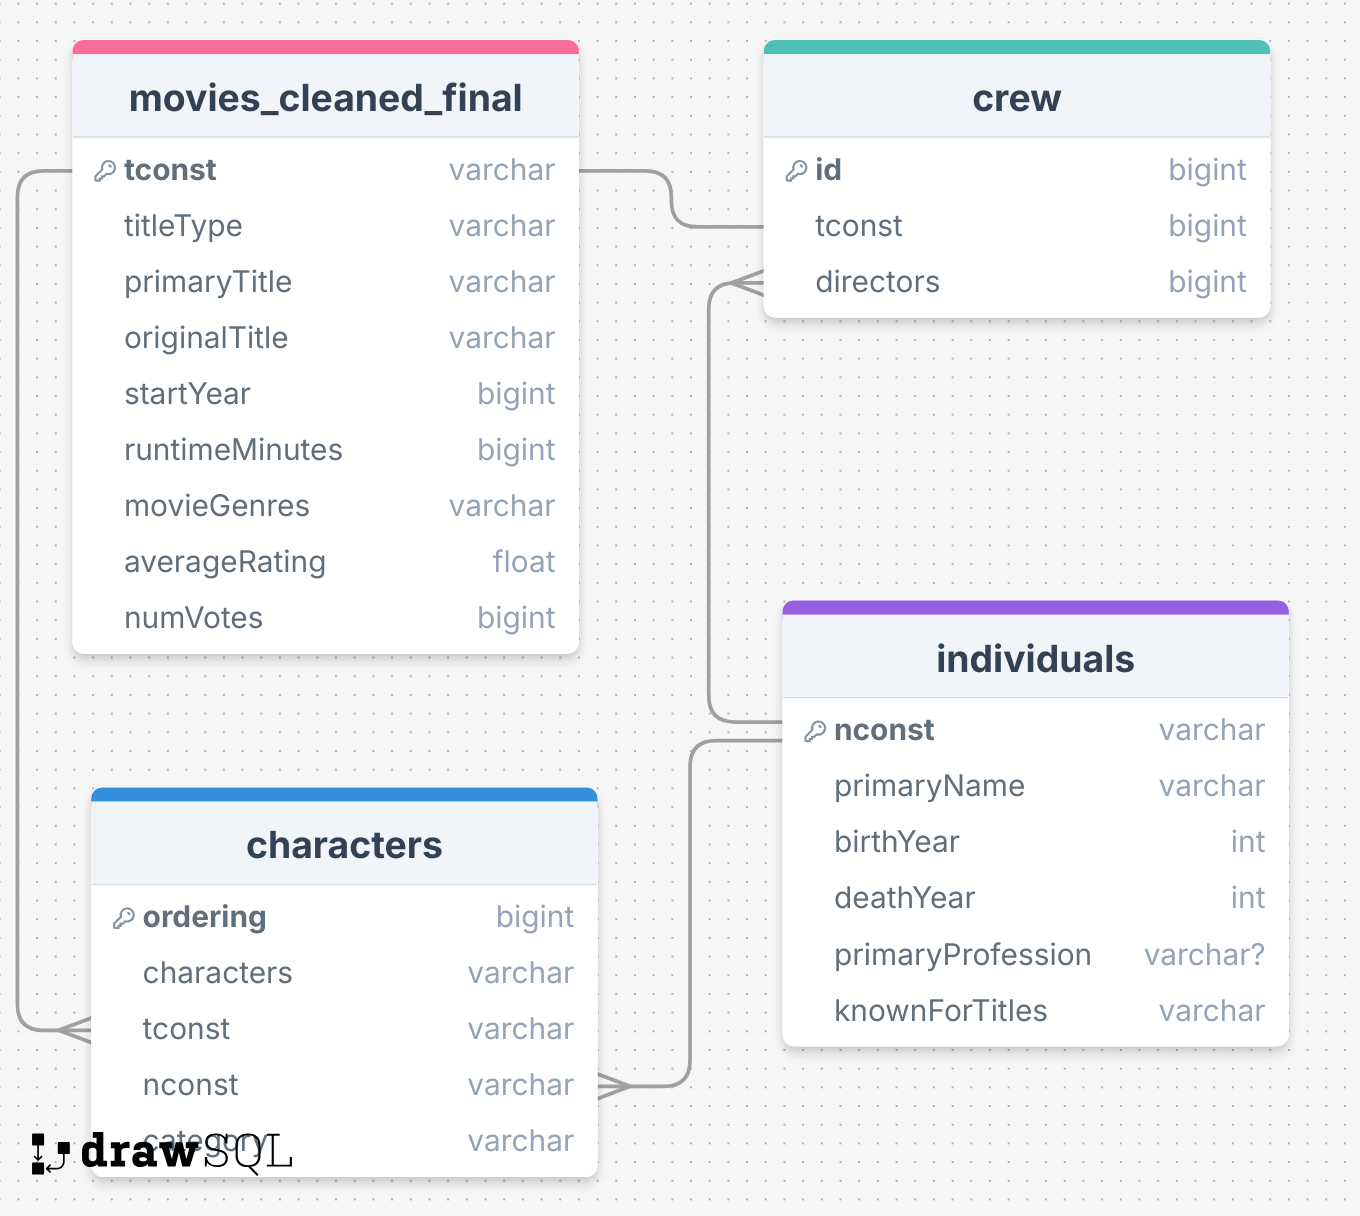 movies_cleaned_final
tconst varchar
titleType varchar
primaryTitle varchar
originalTitle varchar
startYear bigint
runtimeMinutes bigint
movieGenres varchar
averageRating float
numVotes bigint
crew
id bigint
tconst bigint
directors bigint
individuals
nconst varchar
primaryName varchar
birthYear int
deathYear int
primaryProfession varchar?
knownForTitles varchar
characters
ordering bigint
characters varchar
tconst varchar
nconst varchar
category varchar
drawSQL